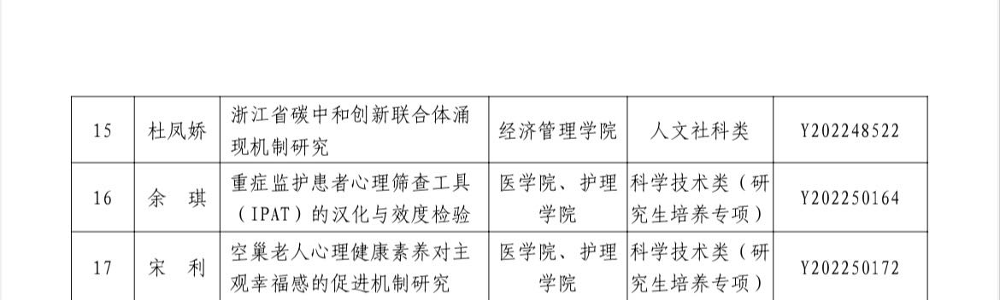 15 杜凤娇 浙江省碳中和创新联合体涌现机制研究 经济管理学院 人文社科类 Y202248522
16 余 琪 重症监护患者心理筛查工具（IPAT）的汉化与效度检验 医学院、护理学院 科学技术类（研究生培养专项） Y202250164
17 宋 利 空巢老人心理健康素养对主观幸福感的促进机制研究 医学院、护理学院 科学技术类（研究生培养专项） Y202250172